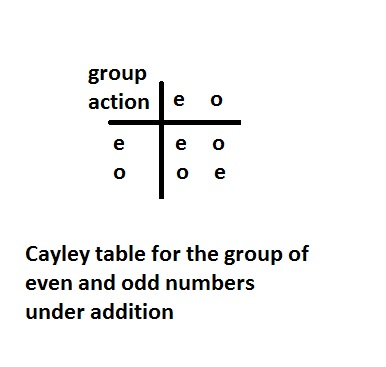 group
action e o
e e o
o o e
Cayley table for the group of
even and odd numbers
under addition